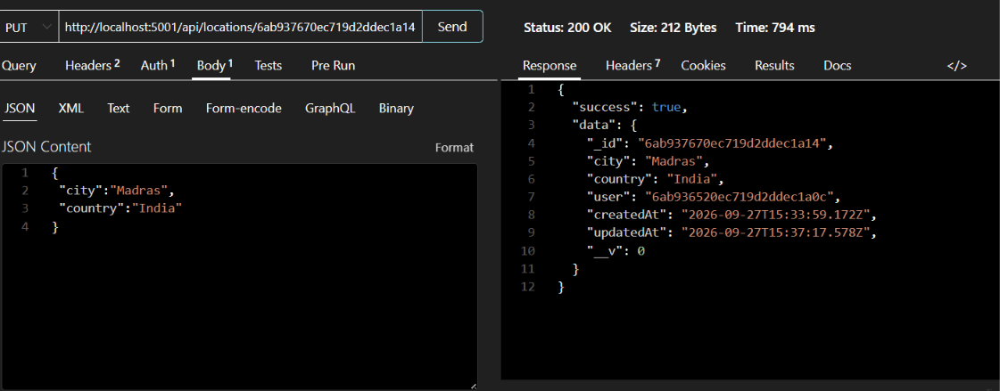 PUT http://localhost:5001/api/locations/6ab937670ec719d2ddec1a14 Send
Query Headers 2 Auth 1 Body 1 Tests Pre Run
JSON XML Text Form Form-encode GraphQL Binary
JSON Content Format
1 {
2 "city":"Madras",
3 "country":"India"
4 }
Status: 200 OK Size: 212 Bytes Time: 794 ms
Response Headers 7 Cookies Results Docs </>
1 {
2 "success": true,
3 "data": {
4 "_id": "6ab937670ec719d2ddec1a14",
5 "city": "Madras",
6 "country": "India",
7 "user": "6ab936520ec719d2ddec1a0c",
8 "createdAt": "2026-09-27T15:33:59.172Z",
9 "updatedAt": "2026-09-27T15:37:17.578Z",
10 "__v": 0
11 }
12 }